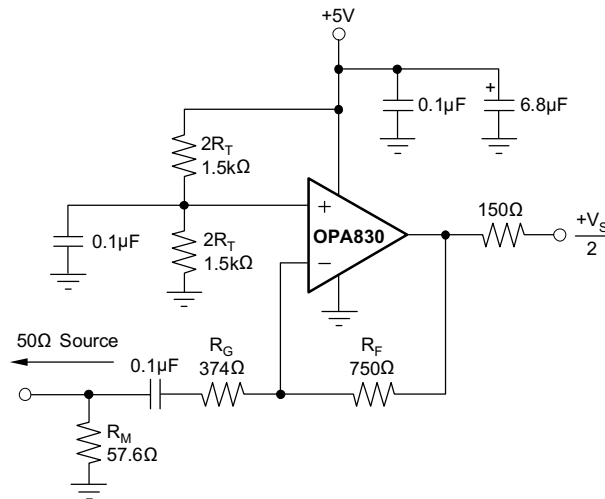 +5V
0.1µF
6.8µF
+
2R_T
1.5kΩ
0.1µF
2R_T
1.5kΩ
+
OPA830
−
150Ω
+V_S
2
50Ω Source
0.1µF
R_G
374Ω
R_F
750Ω
R_M
57.6Ω